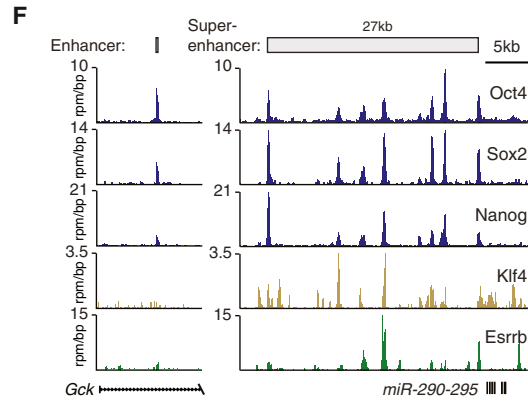 F
27kb
Enhancer:
Super-
enhancer:
5kb
10
rpm/bp
10
Oct4
14
rpm/bp
14
Sox2
21
rpm/bp
21
Nanog
3.5
rpm/bp
3.5
Klf4
15
rpm/bp
15
Esrrb
Gck
miR-290-295